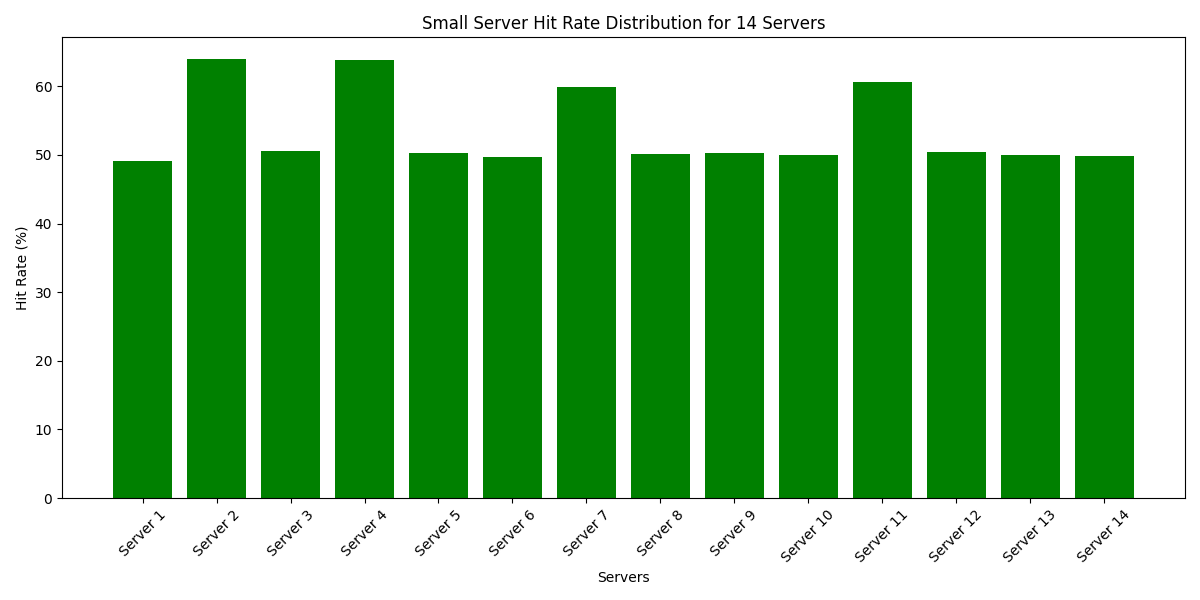 Small Server Hit Rate Distribution for 14 Servers
Hit Rate (%)
60
50
40
30
20
10
0
Server 1
Server 2
Server 3
Server 4
Server 5
Server 6
Server 7
Server 8
Server 9
Server 10
Server 11
Server 12
Server 13
Server 14
Servers